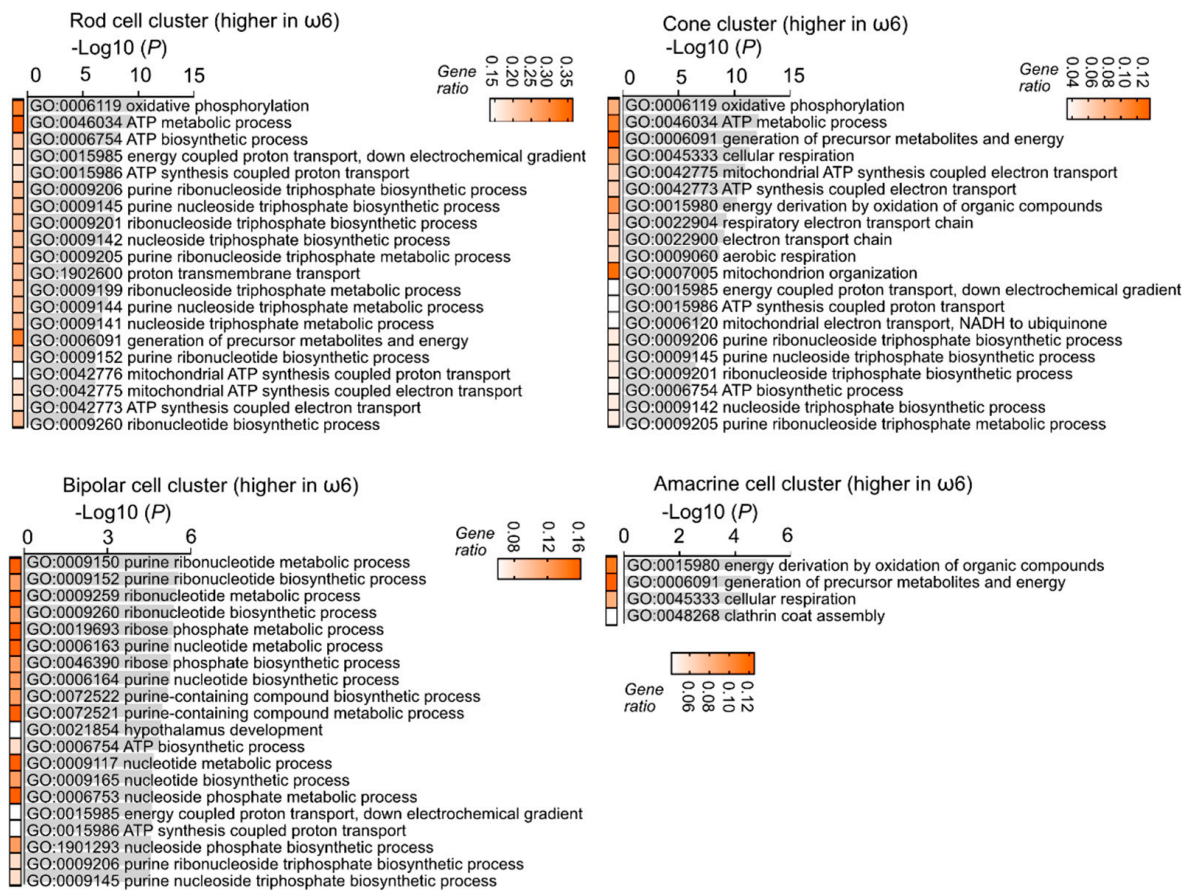 Rod cell cluster (higher in ω6)
-Log10 (P)
0 5 10 15
Gene ratio
0.15 0.20 0.25 0.30 0.35
GO:0006119 oxidative phosphorylation
GO:0046034 ATP metabolic process
GO:0006754 ATP biosynthetic process
GO:0015985 energy coupled proton transport, down electrochemical gradient
GO:0015986 ATP synthesis coupled proton transport
GO:0009206 purine ribonucleoside triphosphate biosynthetic process
GO:0009145 purine nucleoside triphosphate biosynthetic process
GO:0009201 ribonucleoside triphosphate biosynthetic process
GO:0009142 nucleoside triphosphate biosynthetic process
GO:0009205 purine ribonucleoside triphosphate metabolic process
GO:1902600 proton transmembrane transport
GO:0009199 ribonucleoside triphosphate metabolic process
GO:0009144 purine nucleoside triphosphate metabolic process
GO:0009141 nucleoside triphosphate metabolic process
GO:0006091 generation of precursor metabolites and energy
GO:0009152 purine ribonucleotide biosynthetic process
GO:0042776 mitochondrial ATP synthesis coupled proton transport
GO:0042775 mitochondrial ATP synthesis coupled electron transport
GO:0042773 ATP synthesis coupled electron transport
GO:0009260 ribonucleotide biosynthetic process
Cone cluster (higher in ω6)
-Log10 (P)
0 5 10 15
Gene ratio
0.04 0.06 0.08 0.10 0.12
GO:0006119 oxidative phosphorylation
GO:0046034 ATP metabolic process
GO:0006091 generation of precursor metabolites and energy
GO:0045333 cellular respiration
GO:0042775 mitochondrial ATP synthesis coupled electron transport
GO:0042773 ATP synthesis coupled electron transport
GO:0015980 energy derivation by oxidation of organic compounds
GO:0022904 respiratory electron transport chain
GO:0022900 electron transport chain
GO:0009060 aerobic respiration
GO:0007005 mitochondrion organization
GO:0015985 energy coupled proton transport, down electrochemical gradient
GO:0015986 ATP synthesis coupled proton transport
GO:0006120 mitochondrial electron transport, NADH to ubiquinone
GO:0009206 purine ribonucleoside triphosphate biosynthetic process
GO:0009145 purine nucleoside triphosphate biosynthetic process
GO:0009201 ribonucleoside triphosphate biosynthetic process
GO:0006754 ATP biosynthetic process
GO:0009142 nucleoside triphosphate biosynthetic process
GO:0009205 purine ribonucleoside triphosphate metabolic process
Bipolar cell cluster (higher in ω6)
-Log10 (P)
0 3 6
Gene ratio
0.08 0.12 0.16
GO:0009150 purine ribonucleotide metabolic process
GO:0009152 purine ribonucleotide biosynthetic process
GO:0009259 ribonucleotide metabolic process
GO:0009260 ribonucleotide biosynthetic process
GO:0019693 ribose phosphate metabolic process
GO:0006163 purine nucleotide metabolic process
GO:0046390 ribose phosphate biosynthetic process
GO:0006164 purine nucleotide biosynthetic process
GO:0072522 purine-containing compound biosynthetic process
GO:0072521 purine-containing compound metabolic process
GO:0021854 hypothalamus development
GO:0006754 ATP biosynthetic process
GO:0009117 nucleotide metabolic process
GO:0009165 nucleotide biosynthetic process
GO:0006753 nucleoside phosphate metabolic process
GO:0015985 energy coupled proton transport, down electrochemical gradient
GO:0015986 ATP synthesis coupled proton transport
GO:1901293 nucleoside phosphate biosynthetic process
GO:0009206 purine ribonucleoside triphosphate biosynthetic process
GO:0009145 purine nucleoside triphosphate biosynthetic process
Amacrine cell cluster (higher in ω6)
-Log10 (P)
0 2 4 6
GO:0015980 energy derivation by oxidation of organic compounds
GO:0006091 generation of precursor metabolites and energy
GO:0045333 cellular respiration
GO:0048268 clathrin coat assembly
Gene ratio
0.06 0.08 0.10 0.12